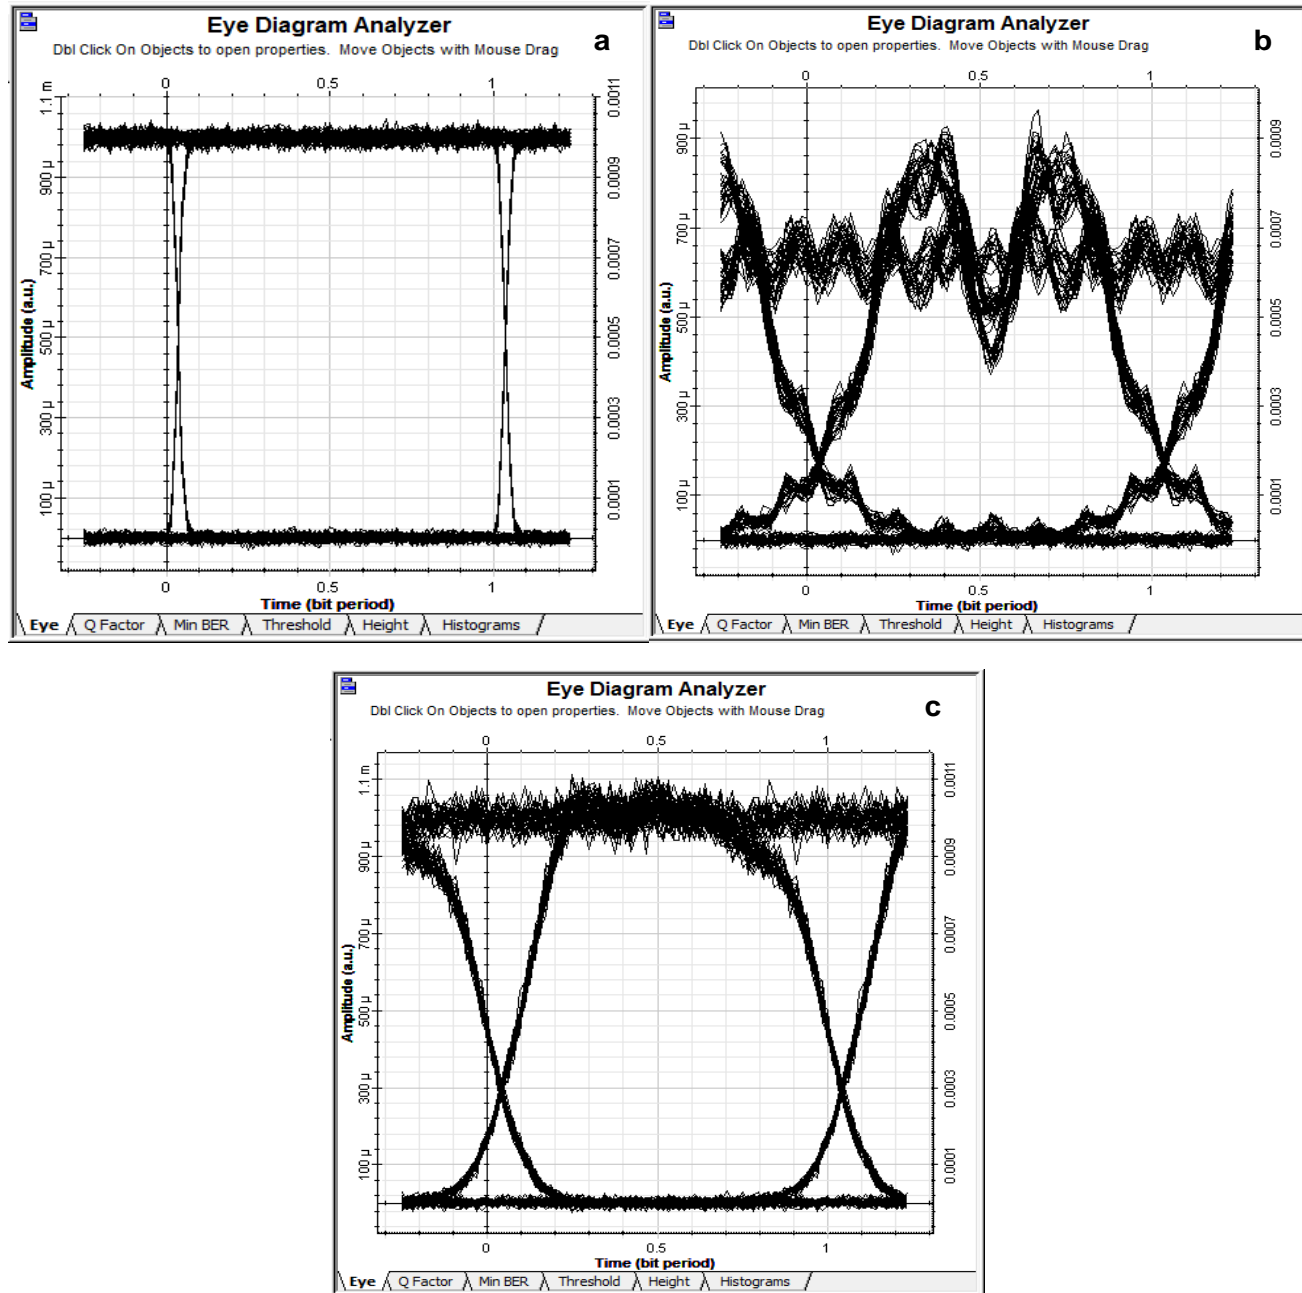 Eye Diagram Analyzer
Dbl Click On Objects to open properties.  Move Objects with Mouse Drag
a
0 0.5 1
1.1 m
900 µ
700 µ
500 µ
300 µ
100 µ
Amplitude (a.u.)
0.0011
0.0009
0.0007
0.0005
0.0003
0.0001
0 0.5 1
Time (bit period)
Eye Q Factor Min BER Threshold Height Histograms
Eye Diagram Analyzer
Dbl Click On Objects to open properties.  Move Objects with Mouse Drag
b
0 0.5 1
900 µ
700 µ
500 µ
300 µ
100 µ
Amplitude (a.u.)
0.0009
0.0007
0.0005
0.0003
0.0001
0 0.5 1
Time (bit period)
Eye Q Factor Min BER Threshold Height Histograms
Eye Diagram Analyzer
Dbl Click On Objects to open properties.  Move Objects with Mouse Drag
c
0 0.5 1
1.1 m
900 µ
700 µ
500 µ
300 µ
100 µ
Amplitude (a.u.)
0.0011
0.0009
0.0007
0.0005
0.0003
0.0001
0 0.5 1
Time (bit period)
Eye Q Factor Min BER Threshold Height Histograms